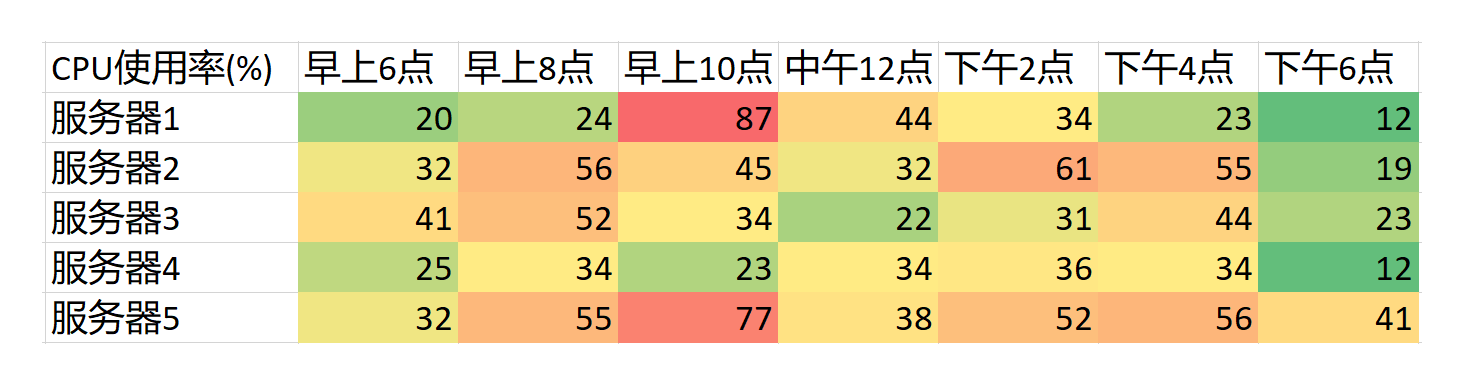 CPU使用率(%) 早上6点 早上8点 早上10点 中午12点 下午2点 下午4点 下午6点
服务器1 20 24 87 44 34 23 12
服务器2 32 56 45 32 61 55 19
服务器3 41 52 34 22 31 44 23
服务器4 25 34 23 34 36 34 12
服务器5 32 55 77 38 52 56 41